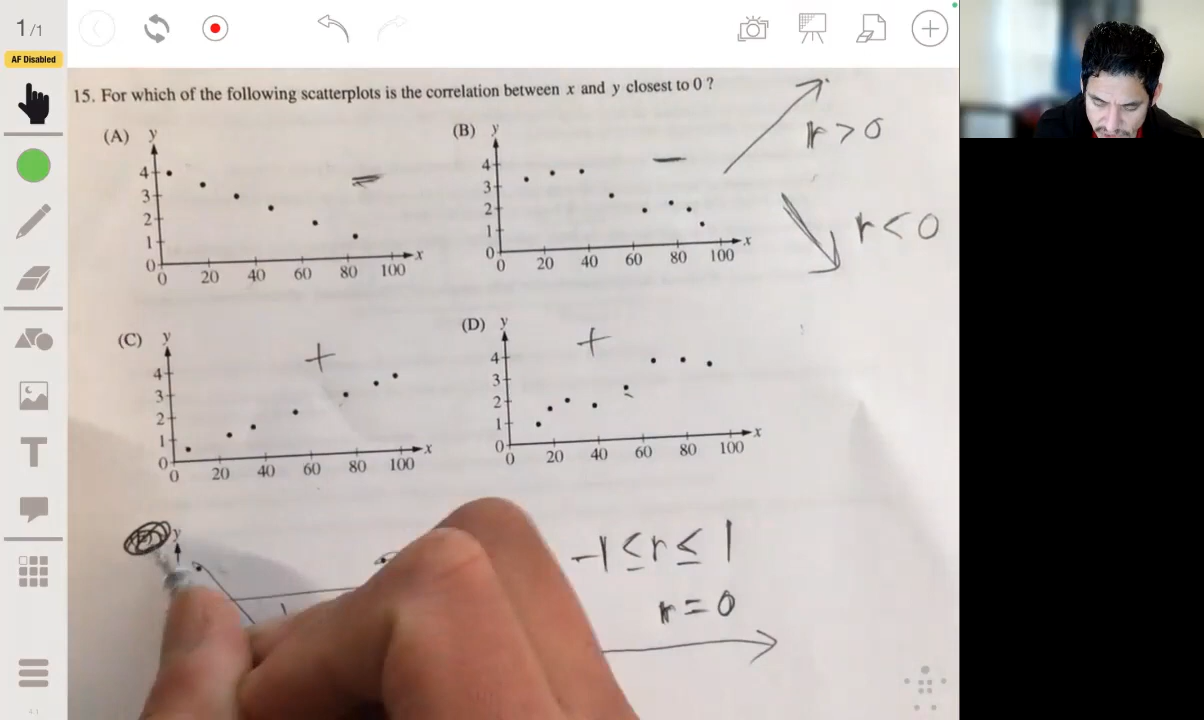 1/1
AF Disabled
15. For which of the following scatterplots is the correlation between x and y closest to 0 ?
r > 0
(A) y
4
3
2
1
0
0 20 40 60 80 100 x
(B) y
4
3
2
1
0
0 20 40 60 80 100 x
r < 0
(C) y
4
3
2
1
0
0 20 40 60 80 100 x
+
(D) y
4
3
2
1
0
0 20 40 60 80 100 x
+
y
-1 ≤ r ≤ 1
r = 0
T